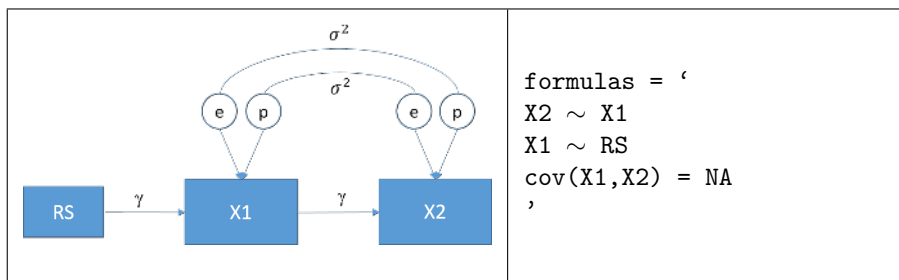 σ²
σ²
e
p
e
p
RS
γ
X1
γ
X2
formulas = ‘
X2 ∼ X1
X1 ∼ RS
cov(X1,X2) = NA
’